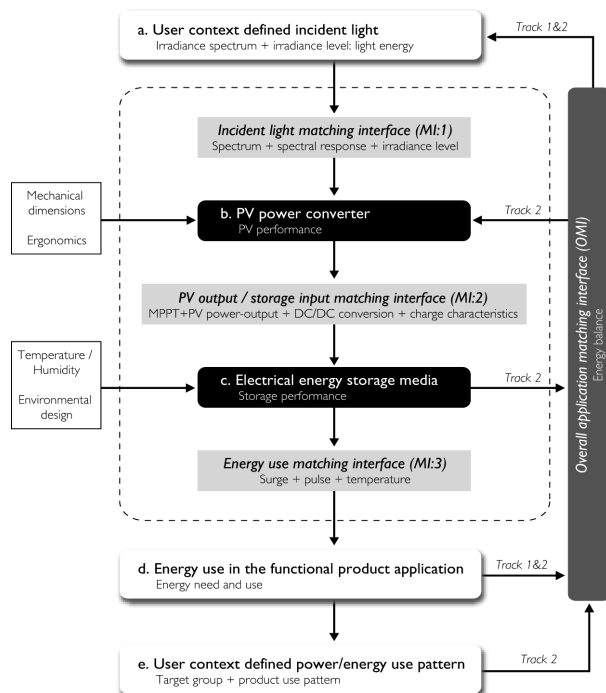 a. User context defined incident light
Irradiance spectrum + irradiance level: light energy
Track 1&2
Incident light matching interface (MI:1)
Spectrum + spectral response + irradiance level
Mechanical
dimensions
Ergonomics
b. PV power converter
PV performance
Track 2
PV output / storage input matching interface (MI:2)
MPPT+PV power-output + DC/DC conversion + charge characteristics
Temperature /
Humidity
Environmental
design
c. Electrical energy storage media
Storage performance
Track 2
Overall application matching interface (OMI)
Energy balance
Energy use matching interface (MI:3)
Surge + pulse + temperature
d. Energy use in the functional product application
Energy need and use
Track 1&2
e. User context defined power/energy use pattern
Target group + product use pattern
Track 2